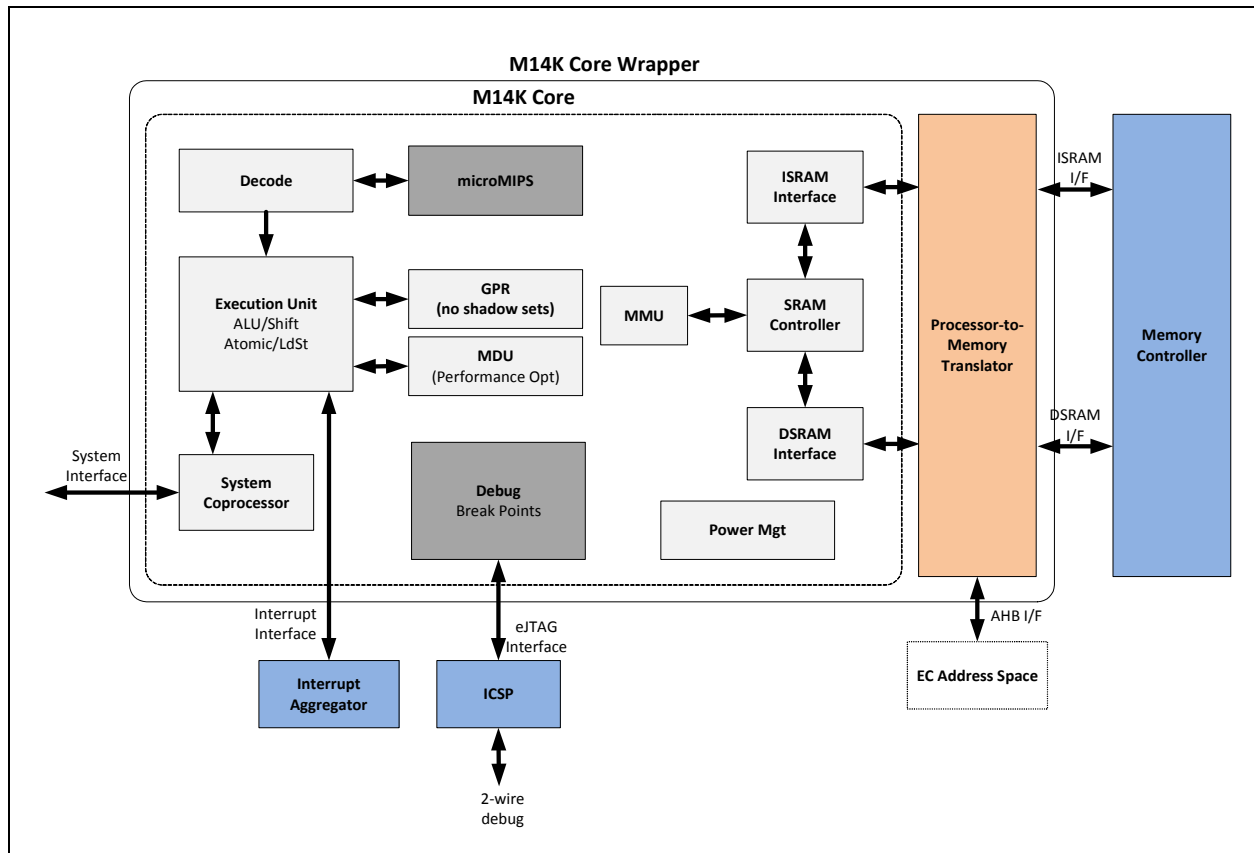 M14K Core Wrapper
M14K Core
Decode
microMIPS
ISRAM
Interface
ISRAM
I/F
Execution Unit
ALU/Shift
Atomic/LdSt
GPR
(no shadow sets)
MDU
(Performance Opt)
MMU
SRAM
Controller
Processor-to-
Memory
Translator
Memory
Controller
DSRAM
Interface
DSRAM
I/F
System
Interface
System
Coprocessor
Debug
Break Points
Power Mgt
Interrupt
Interface
eJTAG
Interface
AHB I/F
Interrupt
Aggregator
ICSP
EC Address Space
2-wire
debug